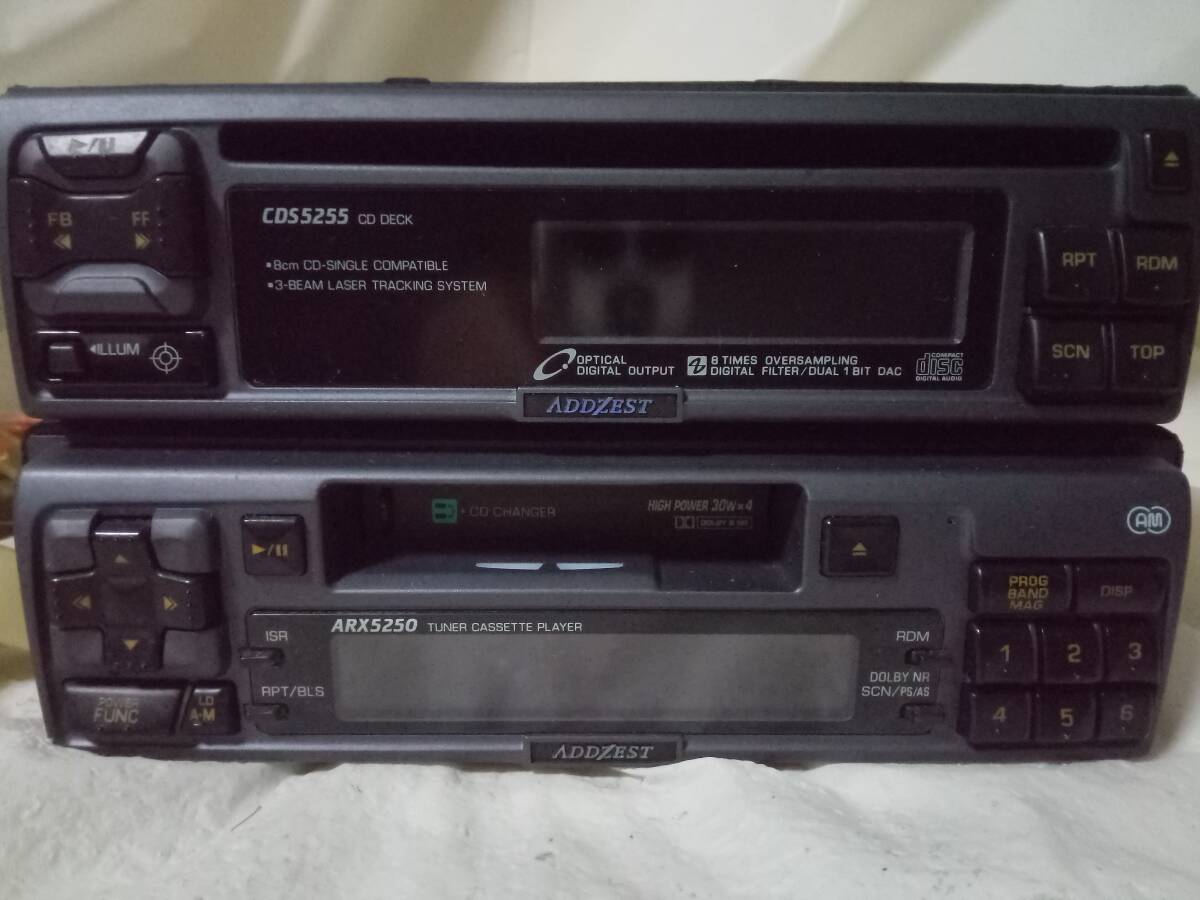 CDS5255 CD DECK
▪8cm CD-SINGLE COMPATIBLE
▪3-BEAM LASER TRACKING SYSTEM
FB FF
ILLUM
RPT RDM
SCN TOP
OPTICAL
DIGITAL OUTPUT
8 TIMES OVERSAMPLING
DIGITAL FILTER/DUAL 1 BIT DAC
COMPACT
disc
DIGITAL AUDIO
ADDZEST
CD CHANGER
HIGH POWER 30W×4
DOLBY B NR
AM
PROG
BAND
MAG
DISP
ISR
ARX5250 TUNER CASSETTE PLAYER
RDM
RPT/BLS
DOLBY NR
SCN/PS/AS
1 2 3
4 5 6
POWER
FUNC
LD
A-M
ADDZEST